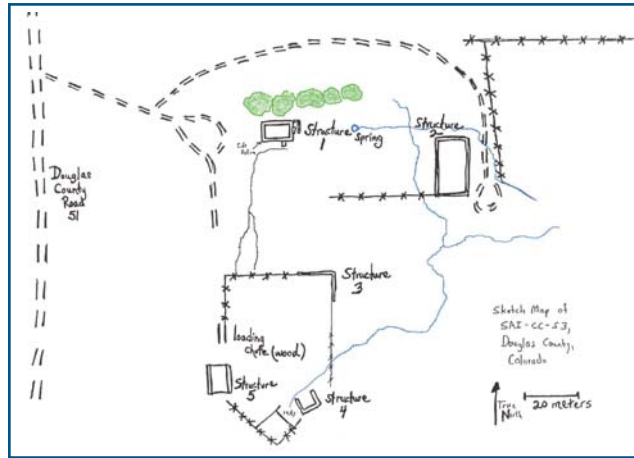 Structure
1
Spring
Structure
2
Douglas
County
Road
51
Structure
3
loading
chute (wood)
Structure
5
Structure
4
Sketch Map of
5AI-CC-S3,
Douglas County,
Colorado
True
North
20 meters